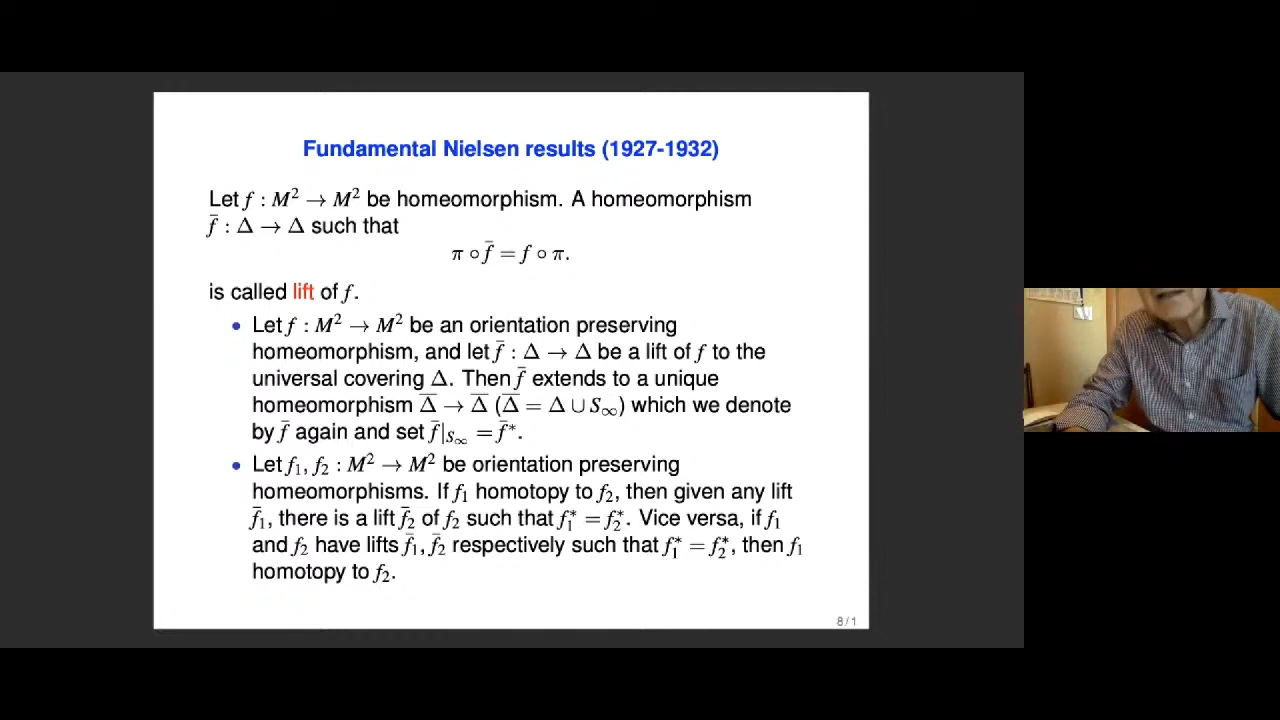 Fundamental Nielsen results (1927-1932)
Let f : M² → M² be homeomorphism. A homeomorphism
f̄ : Δ → Δ such that
π ∘ f̄ = f ∘ π.
is called lift of f.
• Let f : M² → M² be an orientation preserving
homeomorphism, and let f̄ : Δ → Δ be a lift of f to the
universal covering Δ. Then f̄ extends to a unique
homeomorphism Δ̅ → Δ̅ (Δ̅ = Δ ∪ S∞) which we denote
by f̄ again and set f̄|S∞ = f̄*.
• Let f₁, f₂ : M² → M² be orientation preserving
homeomorphisms. If f₁ homotopy to f₂, then given any lift
f̄₁, there is a lift f̄₂ of f₂ such that f₁* = f₂*. Vice versa, if f₁
and f₂ have lifts f̄₁, f̄₂ respectively such that f₁* = f₂*, then f₁
homotopy to f₂.
8 / 1